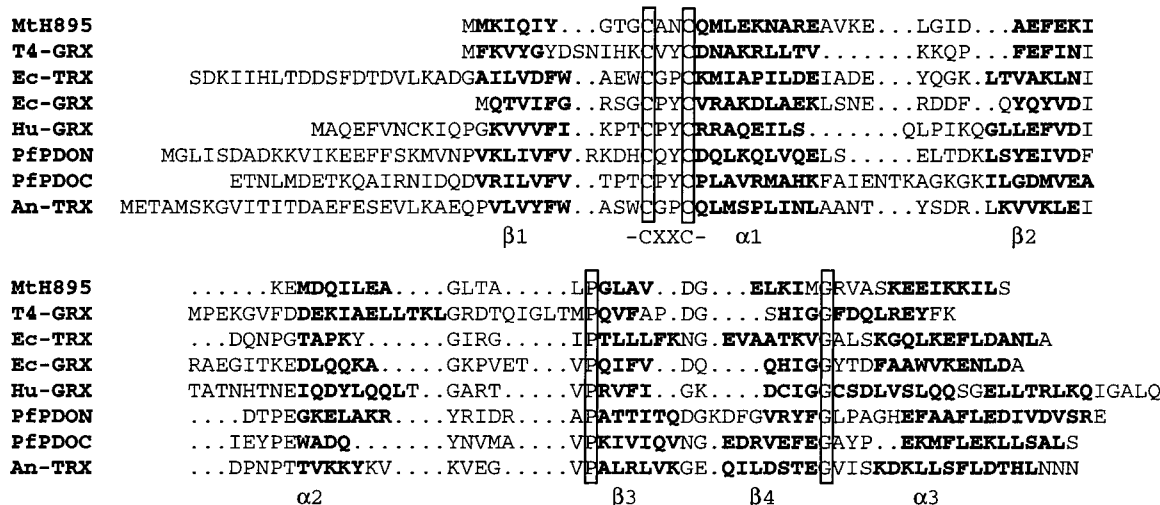 MtH895 MMKIQIY...GTGCANCQMLEKNAREAVKE...LGID...AEFEKI
T4-GRX MFKVYGYDSNIHKCVYCDNAKRLLTV.......KKQP...FEFINI
Ec-TRX SDKIIHLTDDSFDTDVLKADGAILVDFW..AEWCGPCKMIAPILDEIADE...YQGK.LTVAKLNI
Ec-GRX MQTVIFG..RSGCPYCVRAKDLAEKLSNE...RDDF..QYQYVDI
Hu-GRX MAQEFVNCKIQPGKVVVFI..KPTCPYCRRAQEILS.......QLPIKQGLLEFVDI
PfPDON MGLISDADKKVIKEEFFSKMVNPVKLIVFV.RKDHCQYCDQLKQLVQELS....ELTDKLSYEIVDF
PfPDOC ETNLMDETKQAIRNIDQDVRILVFV..TPTCPYCPLAVRMAHKFAIENTKAGKGKILGDMVEA
An-TRX METAMSKGVITITDAEFESEVLKAEQPVLVYFW..ASWCGPCQLMSPLINLAANT...YSDR.LKVVKLEI
β1 -CXXC- α1 β2
MtH895 ......KEMDQILEA....GLTA.....LPGLAV..DG...ELKIMGRVASKEEIKKILS
T4-GRX MPEKGVFDDEKIAELLTKLGRDTQIGLTMPQVFAP.DG....SHIGGFDQLREYFK
Ec-TRX ...DQNPGTAPKY......GIRG.....IPTLLLFKNG.EVAATKVGALSKGQLKEFLDANLA
Ec-GRX RAEGITKEDLQQKA.....GKPVET...VPQIFV..DQ....QHIGGYTDFAAWVKENLDA
Hu-GRX TATNHTNEIQDYLQQLT..GART.....VPRVFI..GK....DCIGGCSDLVSLQQSGELLTRLKQIGALQ
PfPDON ....DTPEGKELAKR....YRIDR....APATTITQDGKDFGVRYFGLPAGHEFAAFLEDIVDVSRE
PfPDOC ...IEYPEWADQ.......YNVMA....VPKIVIQVNG.EDRVEFEGAYP..EKMFLEKLLSALS
An-TRX ...DPNPTTVKKYKV....KVEG.....VPALRLVKGE.QILDSTEGVISKDKLLSFLDTHLNNN
α2 β3 β4 α3